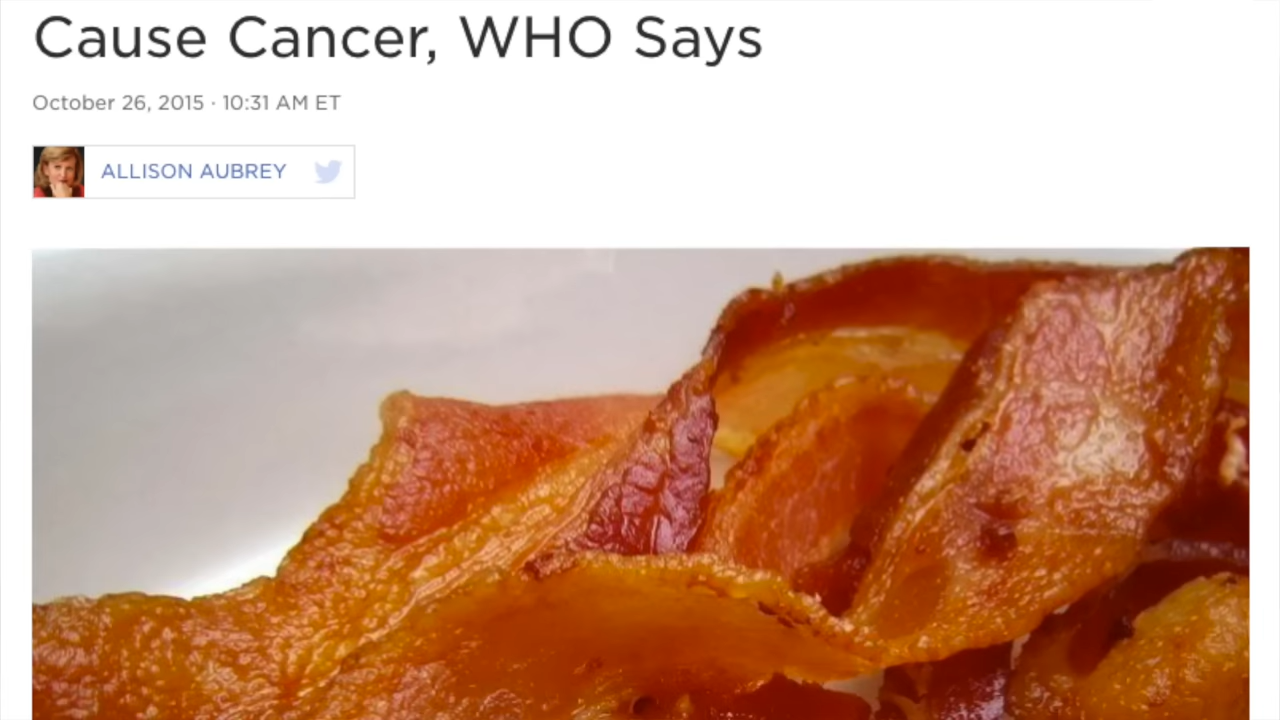 Cause Cancer, WHO Says
October 26, 2015 · 10:31 AM ET
ALLISON AUBREY